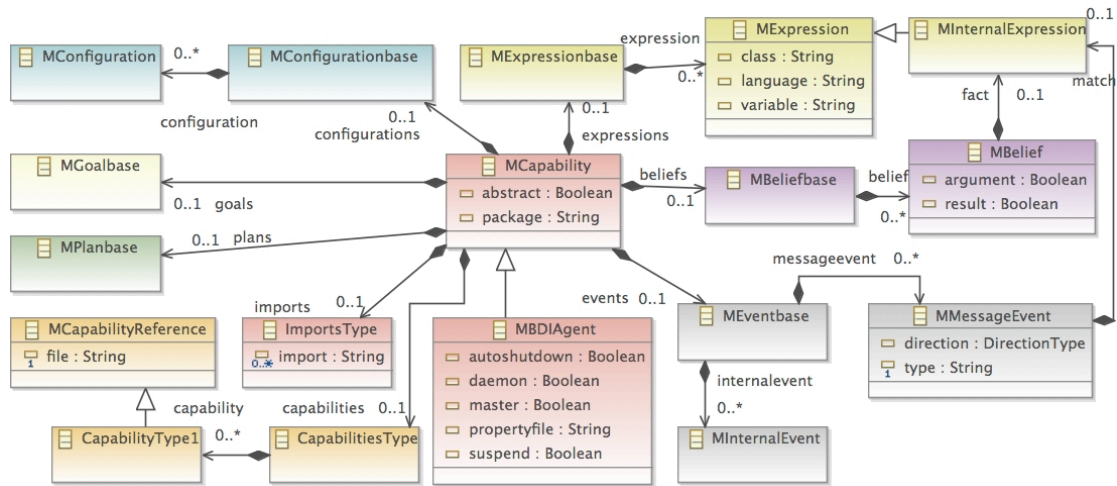 0..1
MExpression
MInternalExpression
expression
class : String
language : String
variable : String
0..*
MConfiguration
0..*
MConfigurationbase
MExpressionbase
match
fact
0..1
configuration
0..1
configurations
0..1
expressions
MGoalbase
0..1 goals
MCapability
abstract : Boolean
package : String
beliefs
0..1
MBeliefbase
belief
0..*
MBelief
argument : Boolean
result : Boolean
MPlanbase
0..1 plans
imports
0..1
events 0..1
messageevent 0..*
MCapabilityReference
1 file : String
ImportsType
0..* import : String
MBDIAgent
autoshutdown : Boolean
daemon : Boolean
master : Boolean
propertyfile : String
suspend : Boolean
MEventbase
MMessageEvent
direction : DirectionType
1 type : String
internalevent
0..*
capability
0..*
capabilities 0..1
CapabilityType1
CapabilitiesType
MInternalEvent